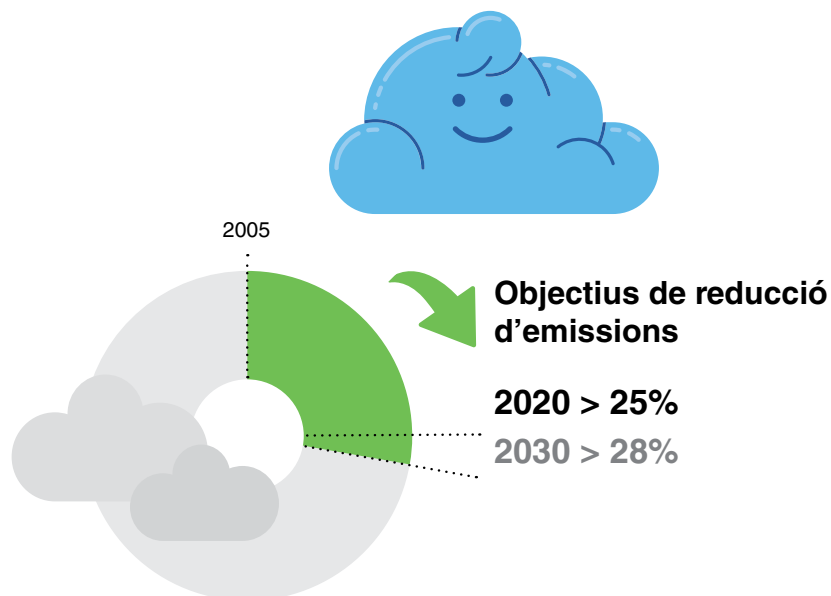 2005
Objectius de reducció
d’emissions
2020 > 25%
2030 > 28%